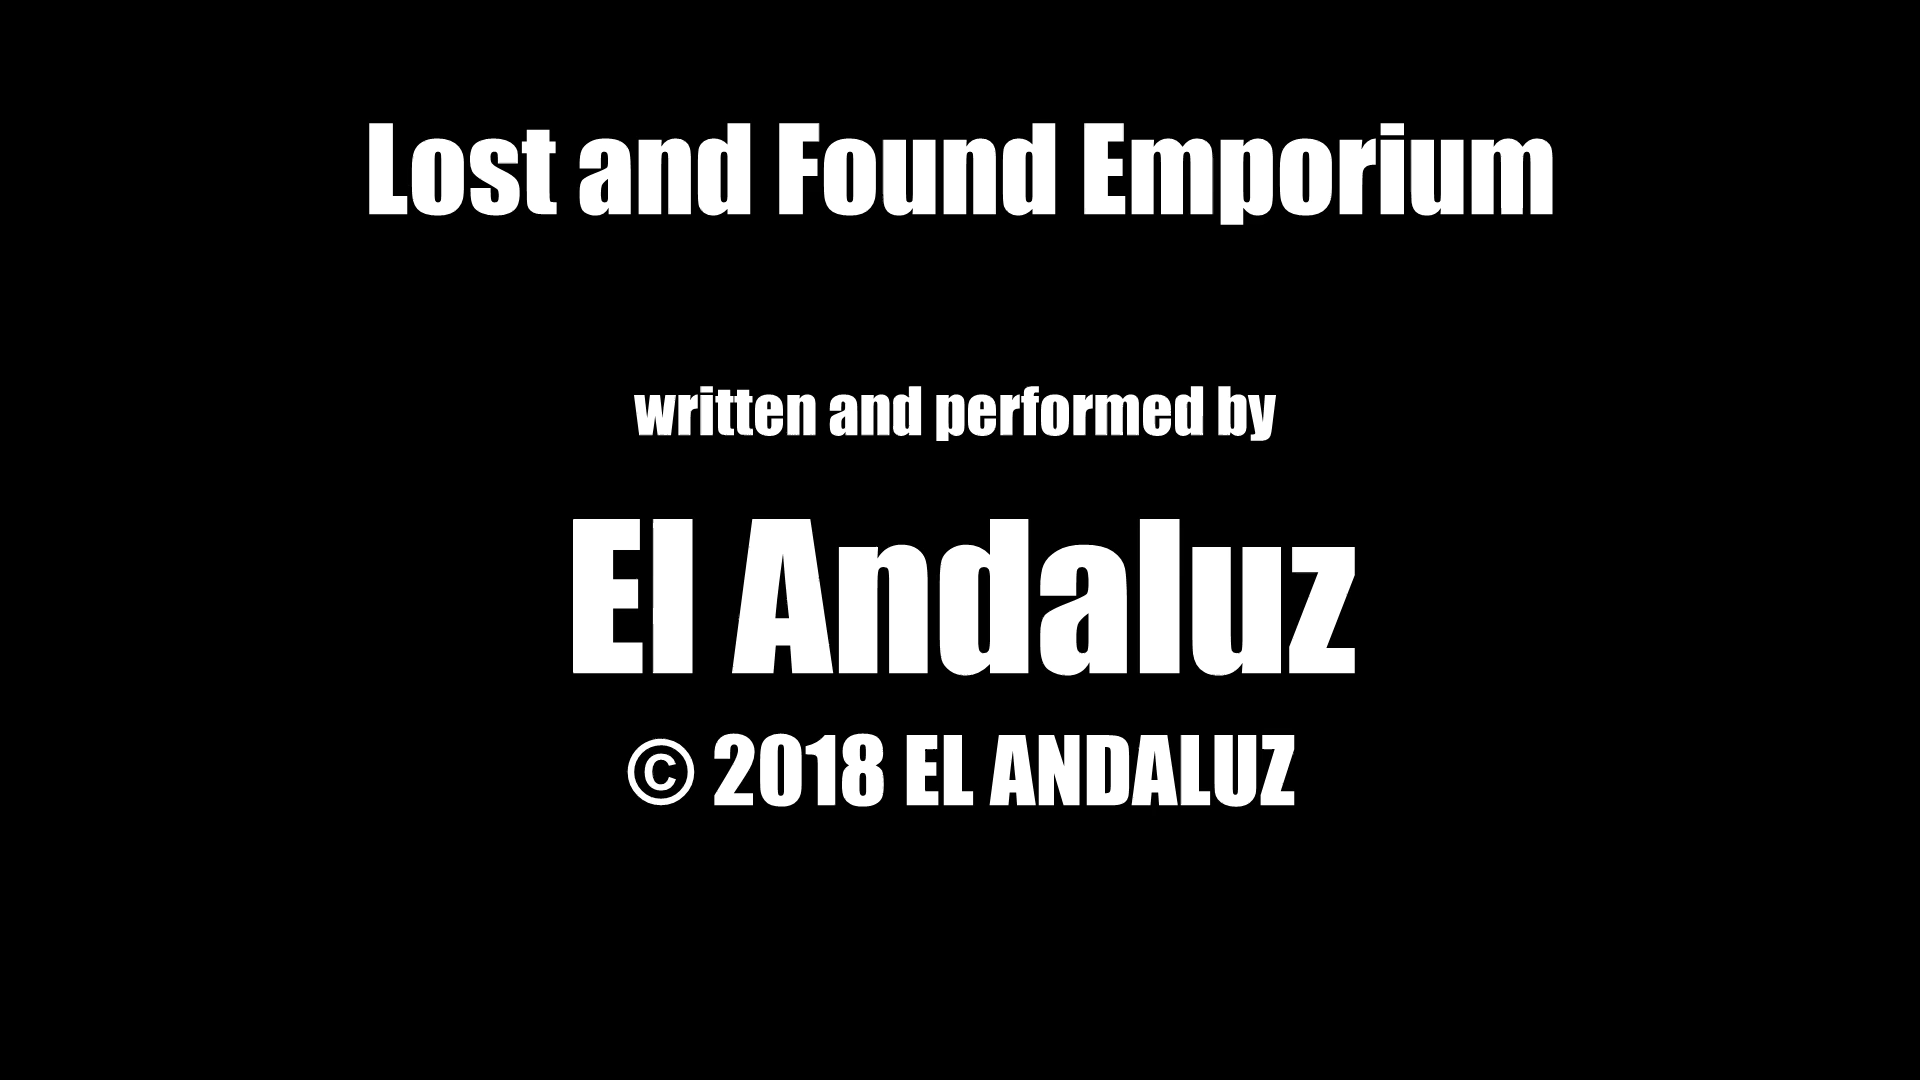 Lost and Found Emporium
written and performed by
El Andaluz
© 2018 EL ANDALUZ